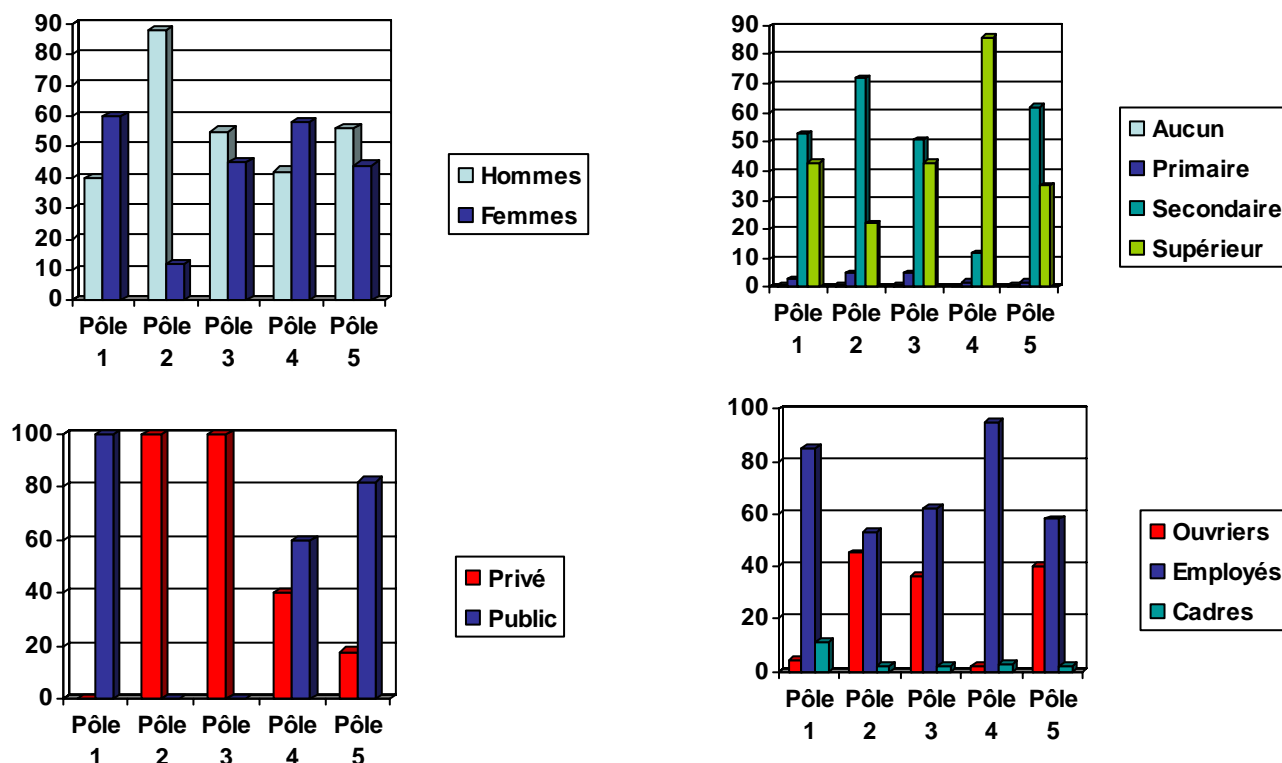 90
80
70
60
50
40
30
20
10
0
Pôle Pôle Pôle Pôle Pôle
1 2 3 4 5
Hommes
Femmes
90
80
70
60
50
40
30
20
10
0
Pôle Pôle Pôle Pôle Pôle
1 2 3 4 5
Aucun
Primaire
Secondaire
Supérieur
100
80
60
40
20
0
Pôle Pôle Pôle Pôle Pôle
1 2 3 4 5
Privé
Public
100
80
60
40
20
0
Pôle Pôle Pôle Pôle Pôle
1 2 3 4 5
Ouvriers
Employés
Cadres